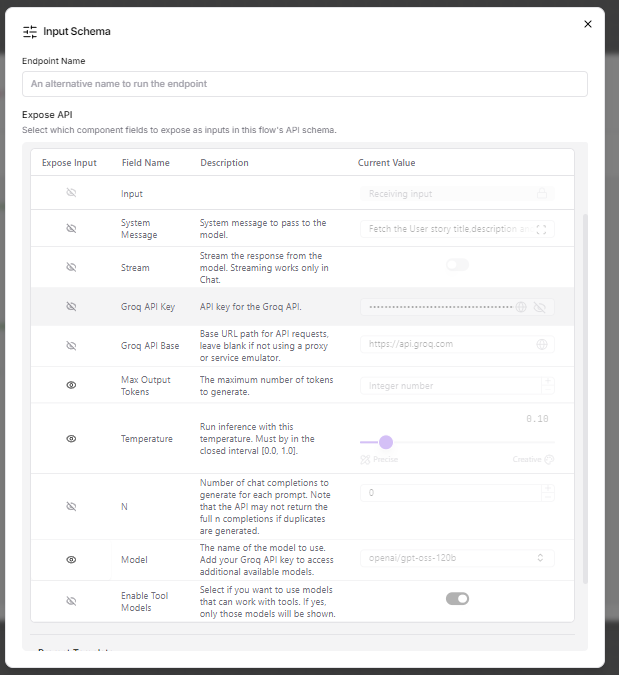 Input Schema
Endpoint Name
An alternative name to run the endpoint
Expose API
Select which component fields to expose as inputs in this flow's API schema.
Expose Input Field Name Description Current Value
Input Receiving input
System Message System message to pass to the model. Fetch the User story title,description an
Stream Stream the response from the model. Streaming works only in Chat.
Groq API Key API key for the Groq API. ••••••••••••••••••••••••••••••••••••
Groq API Base Base URL path for API requests, leave blank if not using a proxy or service emulator. https://api.groq.com
Max Output Tokens The maximum number of tokens to generate. Integer number
Temperature Run inference with this temperature. Must by in the closed interval [0.0, 1.0]. 0.10
Precise Creative
N Number of chat completions to generate for each prompt. Note that the API may not return the full n completions if duplicates are generated. 0
Model The name of the model to use. Add your Groq API key to access additional available models. openai/gpt-oss-120b
Enable Tool Models Select if you want to use models that can work with tools. If yes, only those models will be shown.